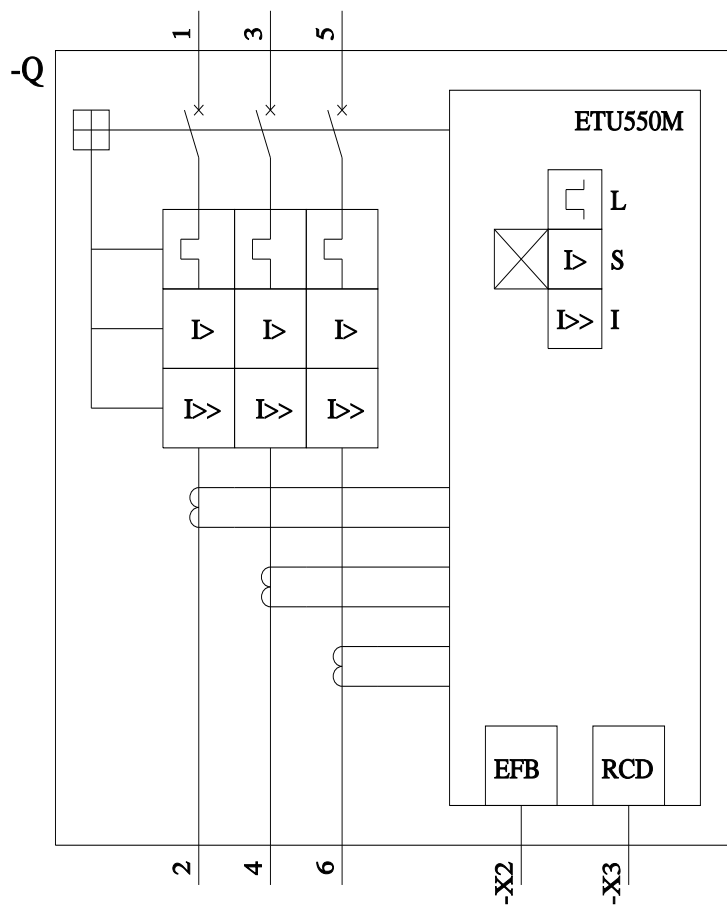 1 3 5
-Q
ETU550M
L
I> S
I>> I
I> I> I>
I>> I>> I>>
EFB RCD
2 4 6 -X2 -X3